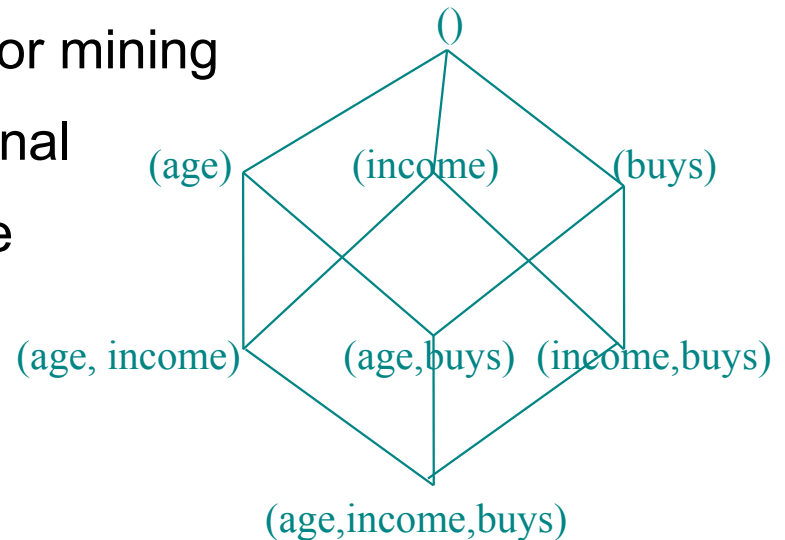 ()
or mining
nal
(age) (income) (buys)
e
(age, income) (age,buys) (income,buys)
(age,income,buys)